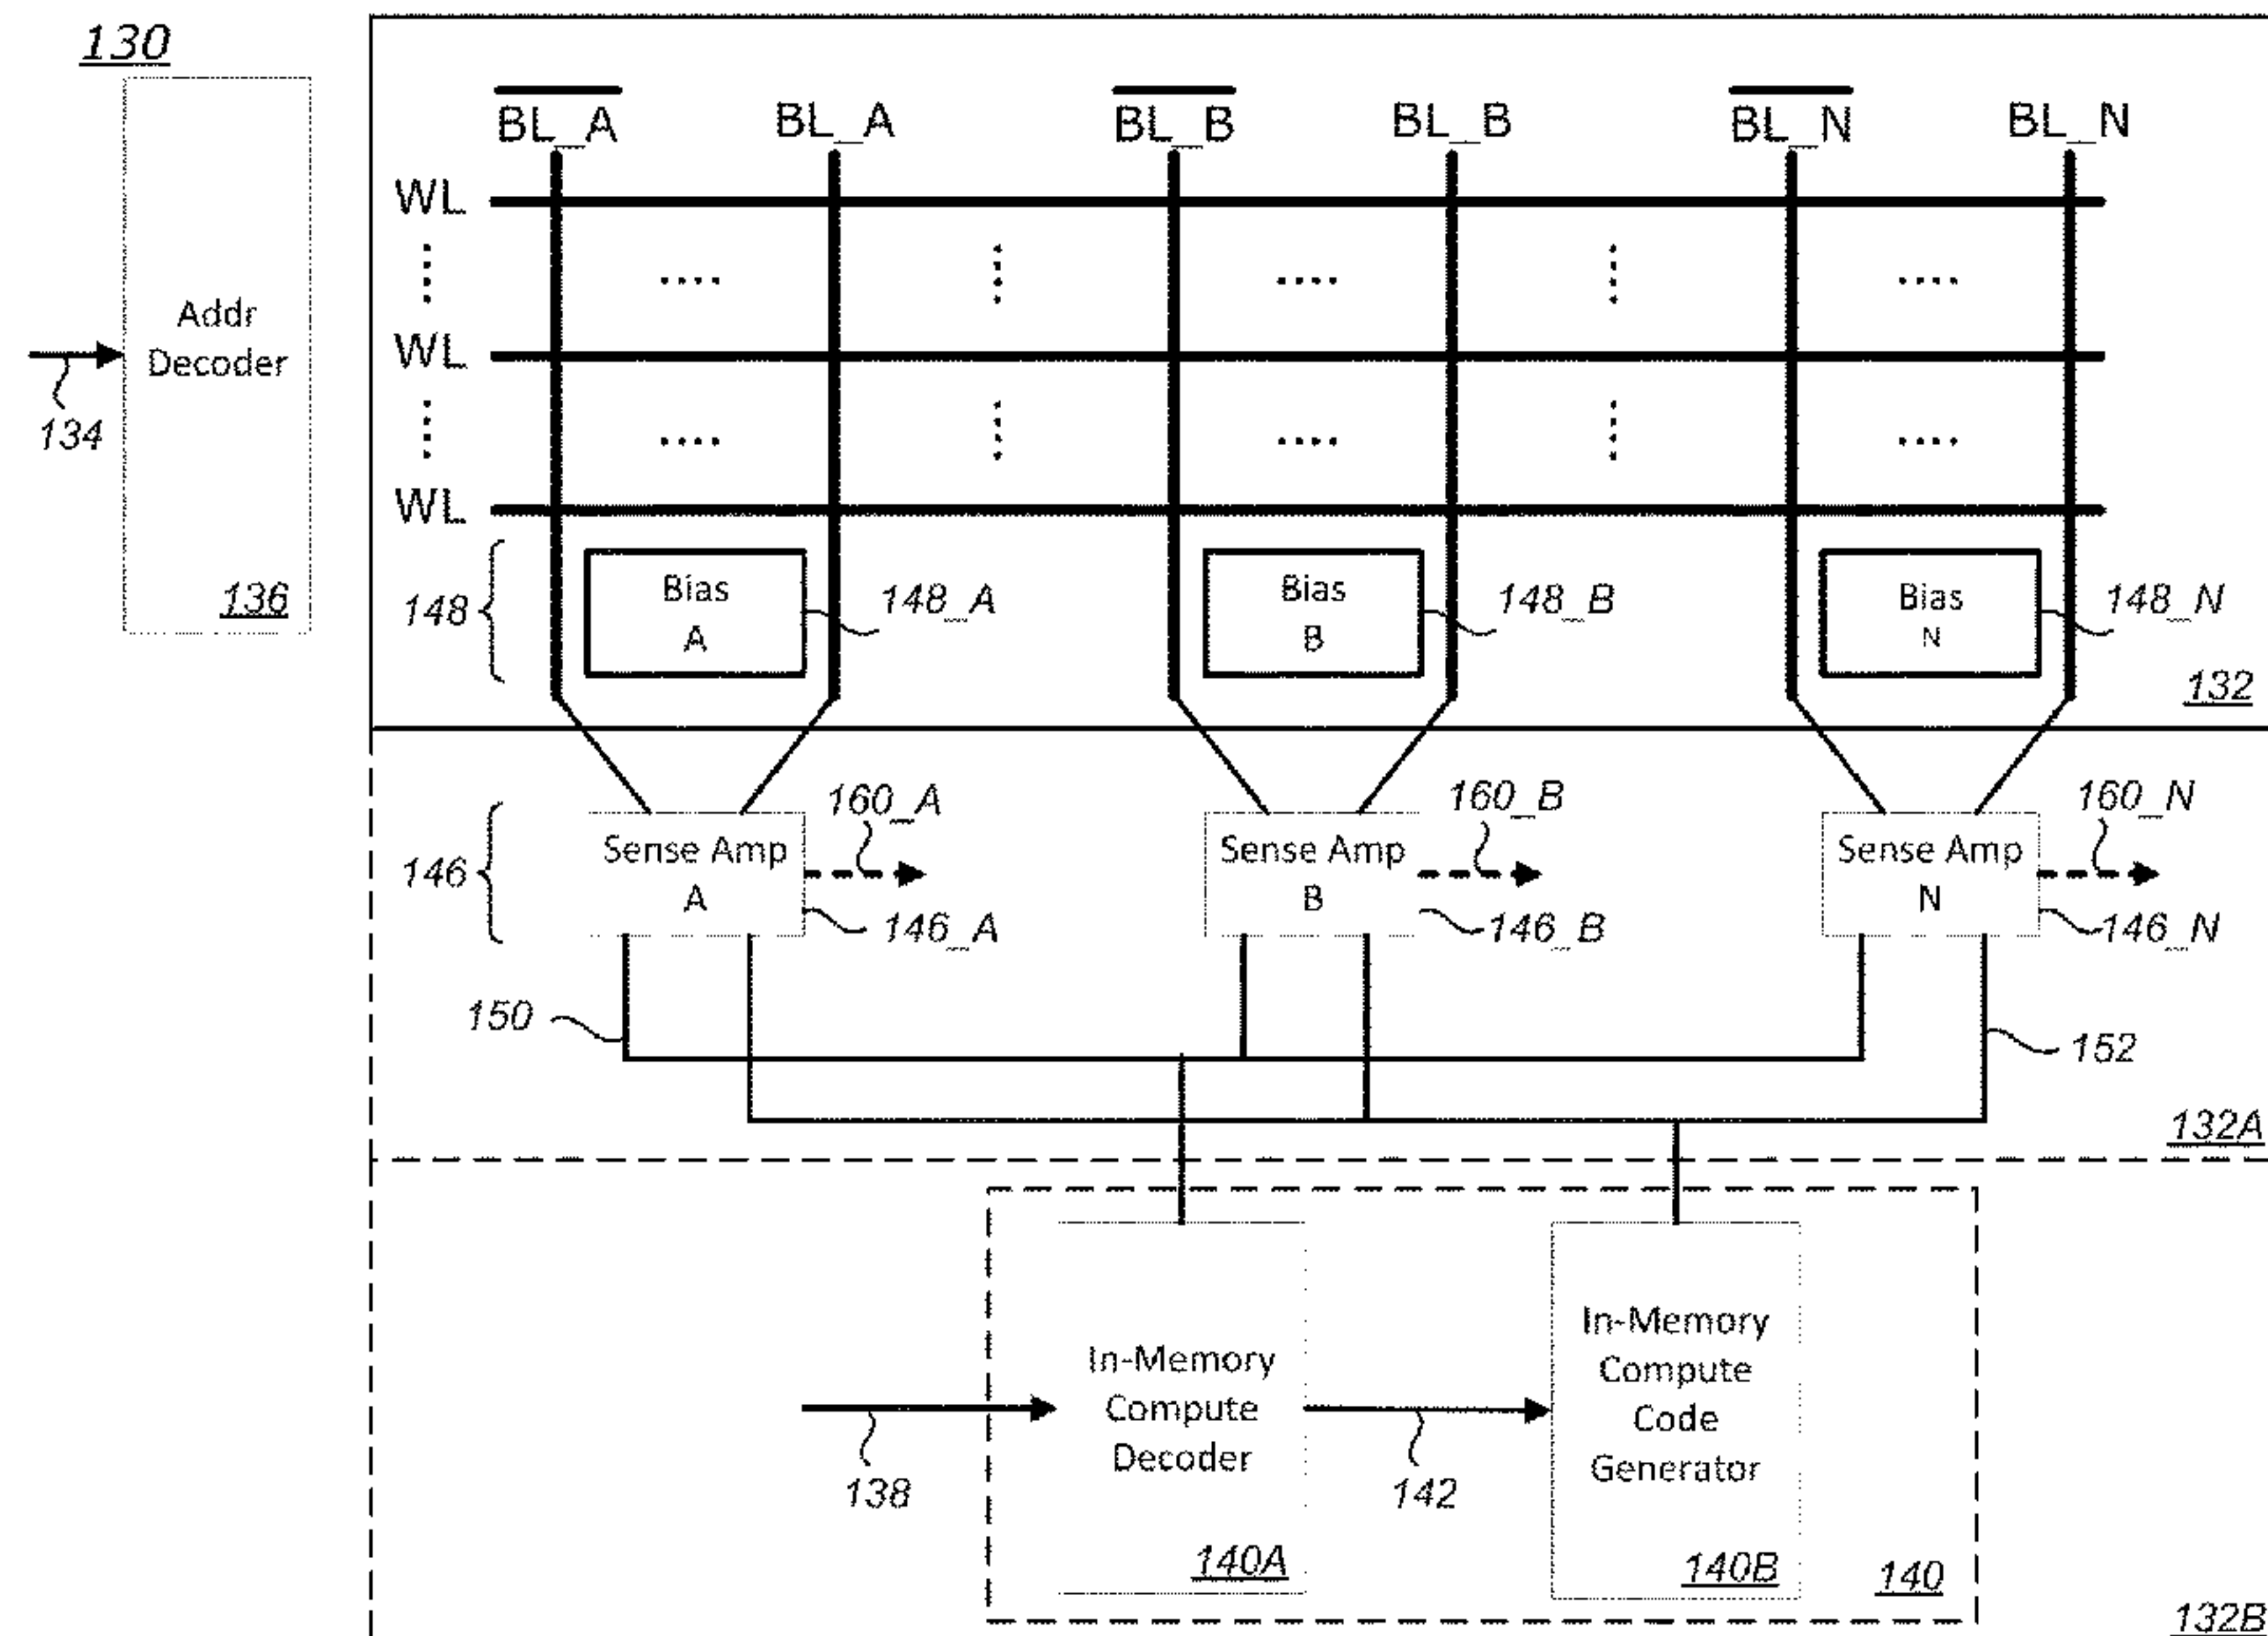 130
BL_A BL_A BL_B BL_B BL_N BL_N
WL
Addr
Decoder
WL
134
WL
136
148
Bias
A
148_A
Bias
B
148_B
Bias
N
148_N
132
146
Sense Amp
A
160_A
146_A
Sense Amp
B
160_B
146_B
Sense Amp
N
160_N
146_N
150
152
132A
In-Memory
Compute
Decoder
In-Memory
Compute
Code
Generator
138
142
140A
140B
140
132B